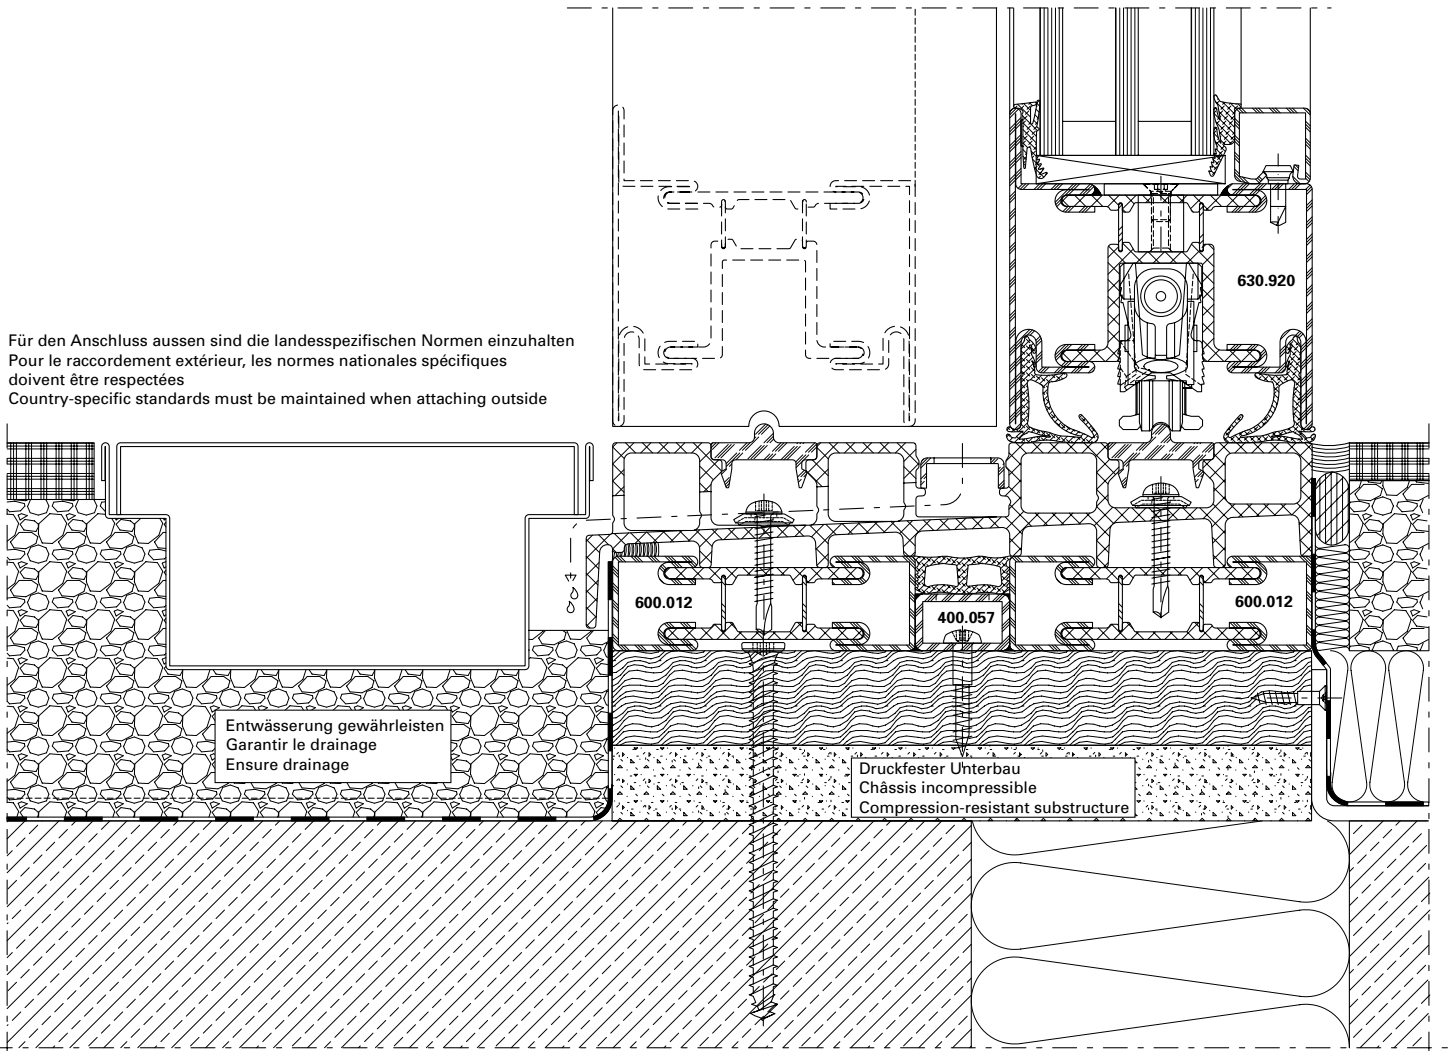 630.920
Für den Anschluss aussen sind die landesspezifischen Normen einzuhalten
Pour le raccordement extérieur, les normes nationales spécifiques
doivent être respectées
Country-specific standards must be maintained when attaching outside
600.012
400.057
600.012
Entwässerung gewährleisten
Garantir le drainage
Ensure drainage
Druckfester Unterbau
Châssis incompressible
Compression-resistant substructure